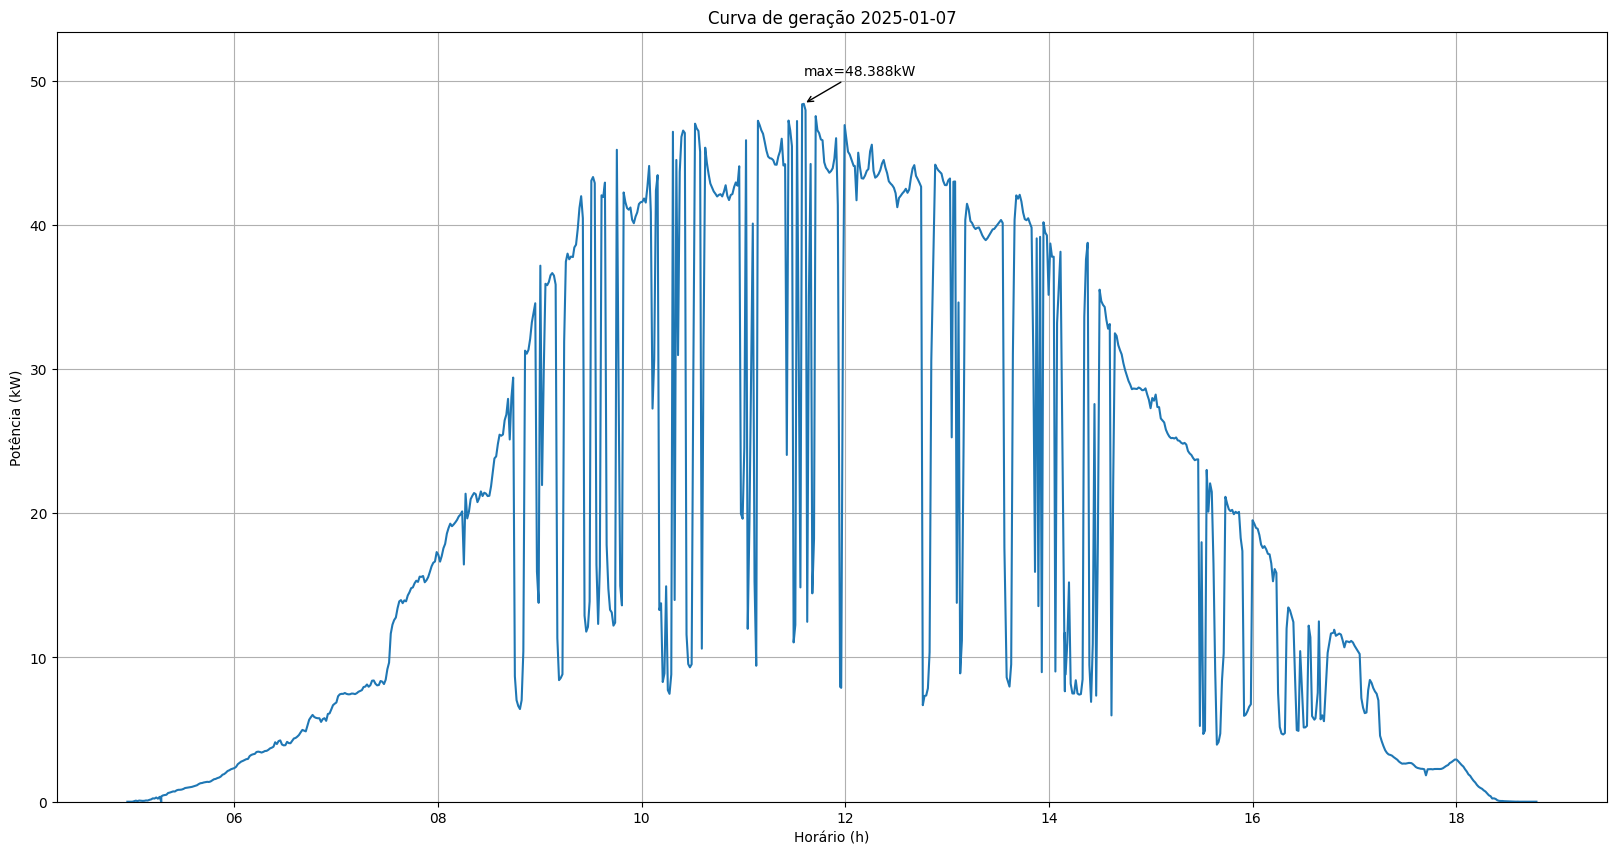 Curva de geração 2025-01-07
max=48.388kW
50
40
30
20
10
0
Potência (kW)
06 08 10 12 14 16 18
Horário (h)